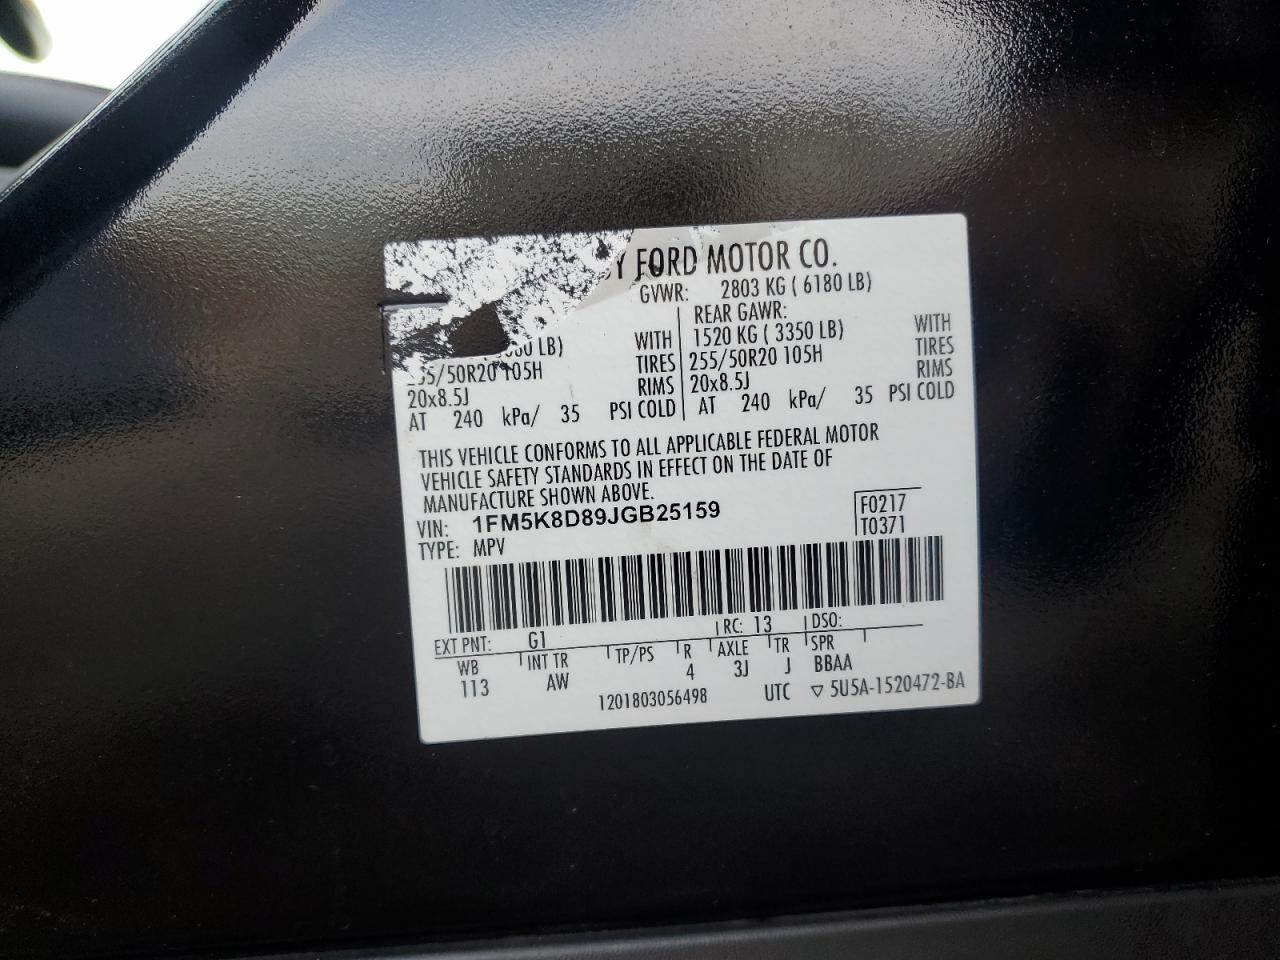 FORD MOTOR CO.
GVWR: 2803 KG ( 6180 LB)
REAR GAWR:
LB) WITH 1520 KG ( 3350 LB) WITH
255/50R20 105H TIRES 255/50R20 105H TIRES
20x8.5J RIMS 20x8.5J RIMS
AT 240 kPa/ 35 PSI COLD AT 240 kPa/ 35 PSI COLD
THIS VEHICLE CONFORMS TO ALL APPLICABLE FEDERAL MOTOR
VEHICLE SAFETY STANDARDS IN EFFECT ON THE DATE OF
MANUFACTURE SHOWN ABOVE.
VIN: 1FM5K8D89JGB25159 F0217
TYPE: MPV T0371
EXT PNT: G1 RC: 13 DSO:
WB INT TR TP/PS R AXLE TR SPR
113 AW 4 3J J BBAA
1201803056498 UTC ▽ 5U5A-1520472-BA